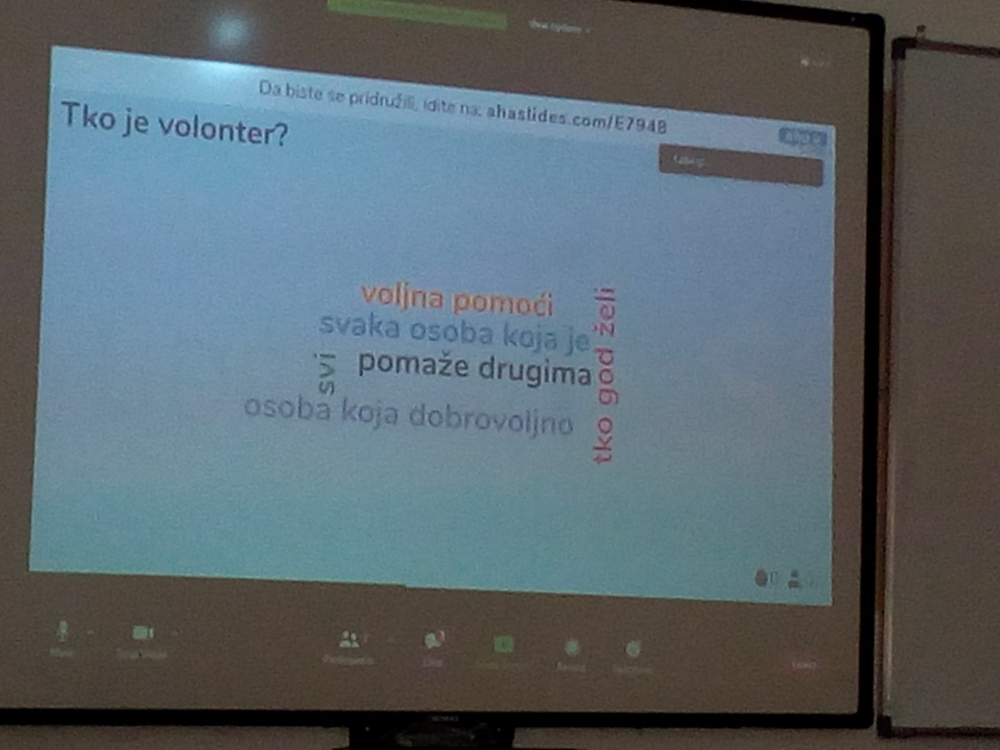 Da biste se pridružili, idite na: ahaslides.com/E794B
Tko je volonter?
voljna pomoći
svaka osoba koja je
svi
pomaže drugima
tko god želi
osoba koja dobrovoljno